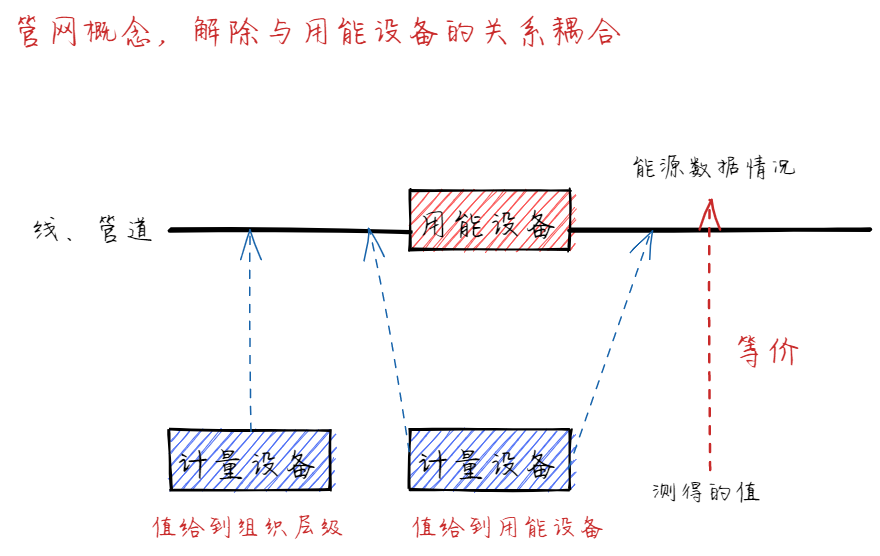 管网概念，解除与用能设备的关系耦合
能源数据情况
线、管道
用能设备
等价
计量设备
计量设备
测得的值
值给到组织层级
值给到用能设备